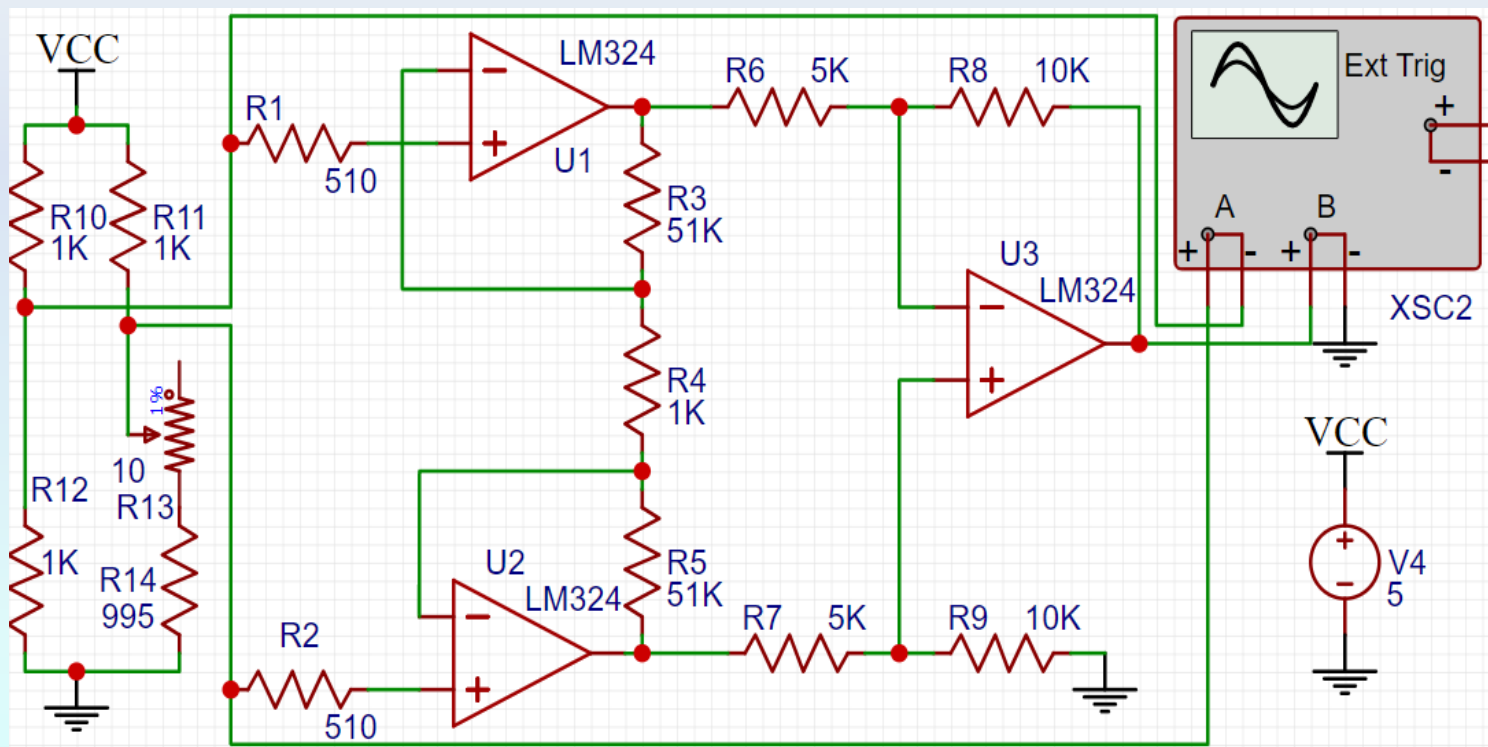 VCC
LM324
R6 5K
R8 10K
Ext Trig
+
-
R1
510
U1
R10
1K
R11
1K
R3
51K
A
B
+ - + -
U3
LM324
XSC2
R4
1K
VCC
1%
10
R13
R12
1K
R14
995
R2
510
U2
LM324
R5
51K
R7 5K
R9 10K
V4
5